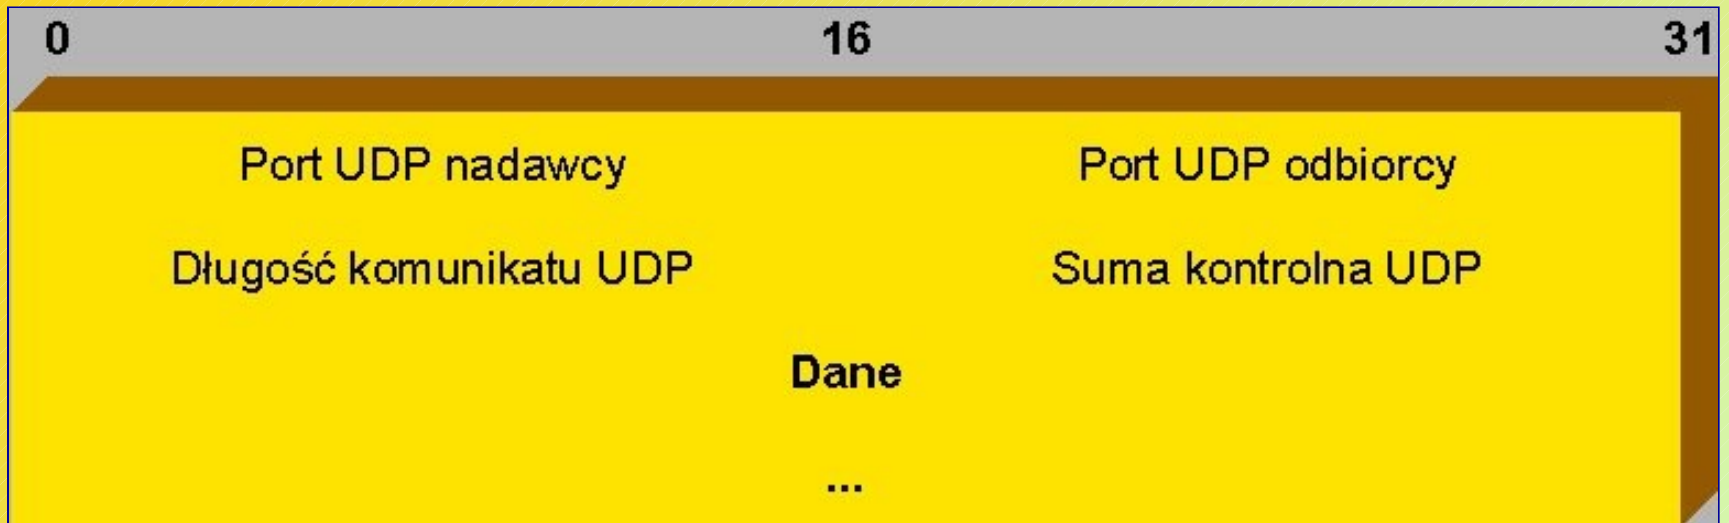 0 16 31
Port UDP nadawcy Port UDP odbiorcy
Długość komunikatu UDP Suma kontrolna UDP
Dane
...